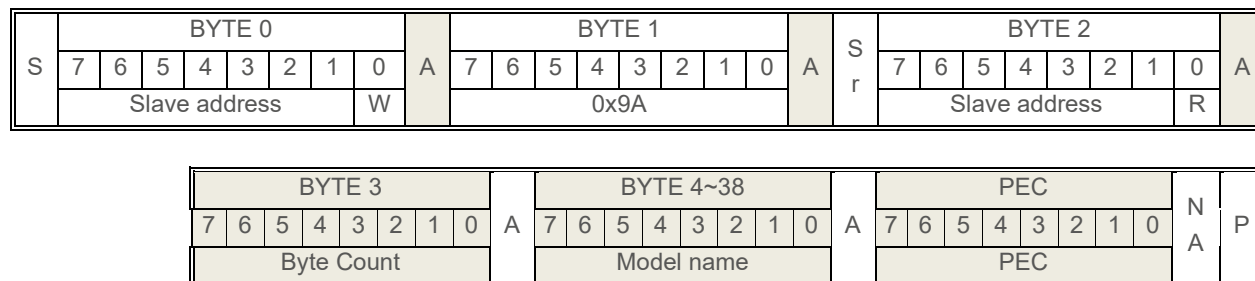 BYTE 0 BYTE 1 BYTE 2
S 7 6 5 4 3 2 1 0 A 7 6 5 4 3 2 1 0 A S r 7 6 5 4 3 2 1 0 A
Slave address W 0x9A Slave address R
BYTE 3 BYTE 4~38 PEC
7 6 5 4 3 2 1 0 A 7 6 5 4 3 2 1 0 A 7 6 5 4 3 2 1 0 N A P
Byte Count Model name PEC